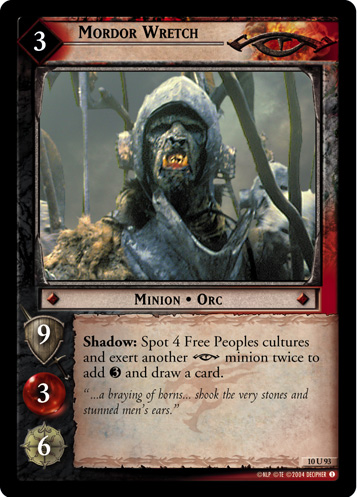 3
Mordor Wretch
Minion • Orc
9
3
6
Shadow: Spot 4 Free Peoples cultures
and exert another minion twice to
add 3 and draw a card.
“...a braying of horns... shook the very stones and
stunned men's ears.”
10 U 93
©NLP ©TE ©2004 DECIPHER